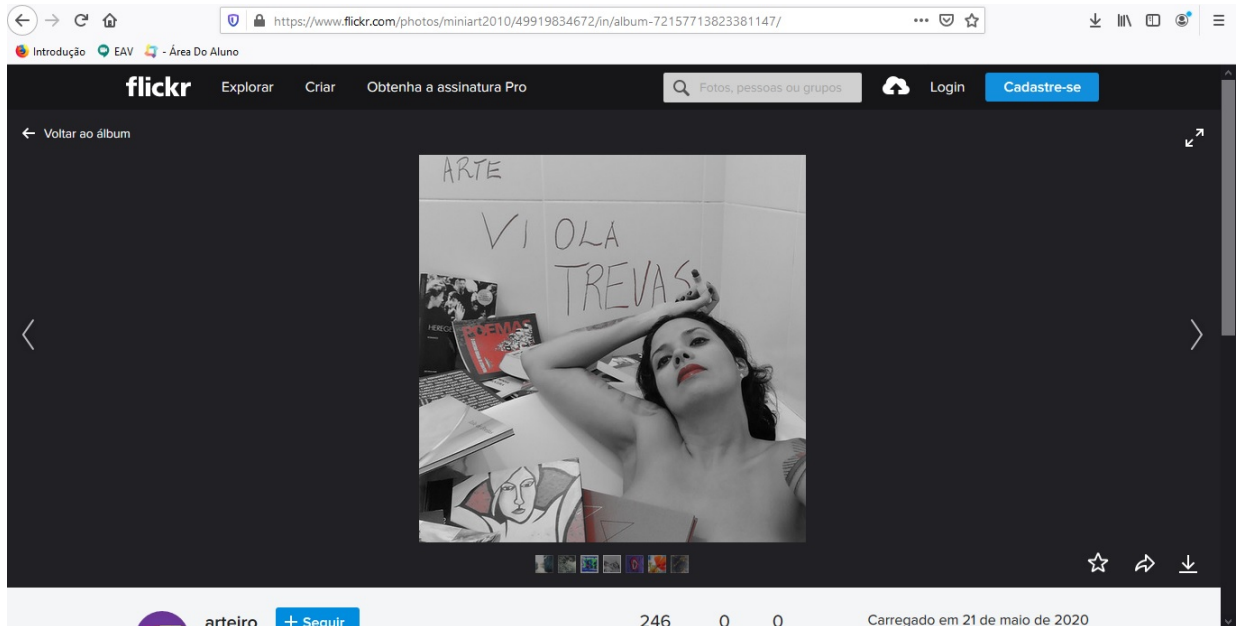 https://www.flickr.com/photos/miniart2010/49919834672/in/album-72157713823381147/
Introdução EAV - Área Do Aluno
flickr Explorar Criar Obtenha a assinatura Pro Fotos, pessoas ou grupos Login Cadastre-se
Voltar ao álbum
ARTE
VIOLA
TREVAS
HEREGE
POEMAS
arteiro + Seguir 246 0 0 Carregado em 21 de maio de 2020